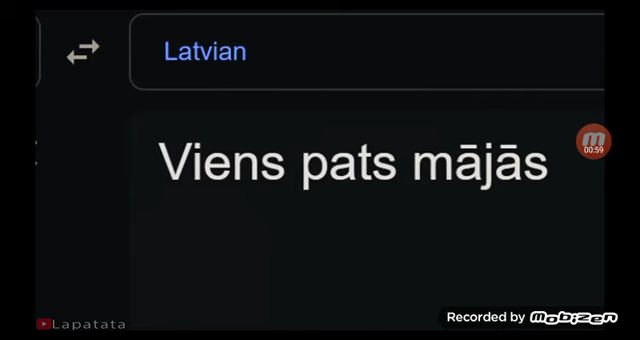 Latvian
Viens pats mājās
00:59
Lapatata
Recorded by Mobizen